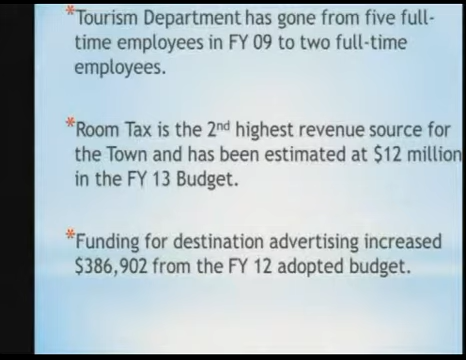 *Tourism Department has gone from five full-
time employees in FY 09 to two full-time
employees.
*Room Tax is the 2nd highest revenue source for
the Town and has been estimated at $12 million
in the FY 13 Budget.
*Funding for destination advertising increased
$386,902 from the FY 12 adopted budget.